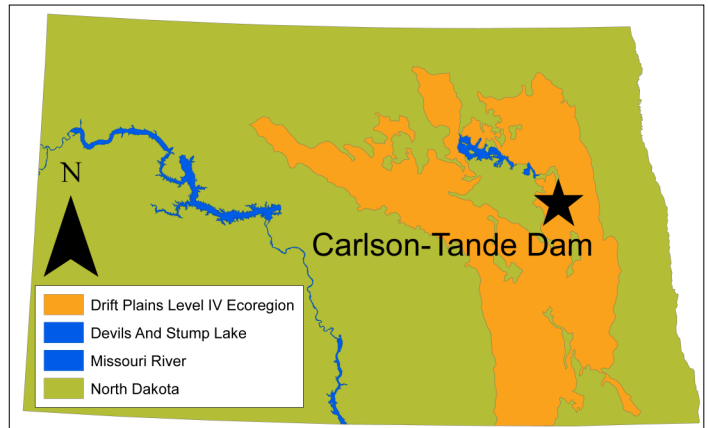 N
Carlson-Tande Dam
Drift Plains Level IV Ecoregion
Devils And Stump Lake
Missouri River
North Dakota